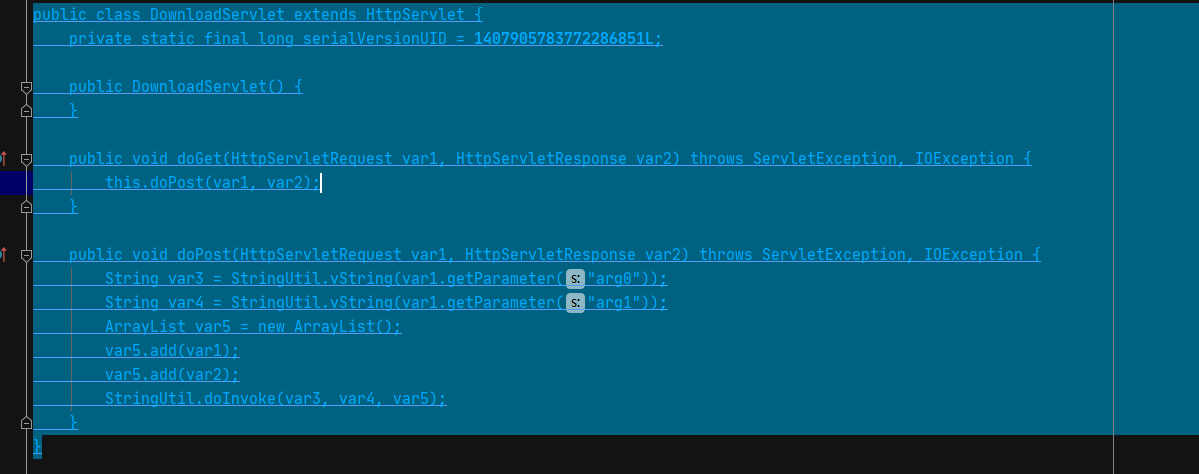 public class DownloadServlet extends HttpServlet {
    private static final long serialVersionUID = 1407905783772286851L;
    public DownloadServlet() {
    }
    public void doGet(HttpServletRequest var1, HttpServletResponse var2) throws ServletException, IOException {
        this.doPost(var1, var2);
    }
    public void doPost(HttpServletRequest var1, HttpServletResponse var2) throws ServletException, IOException {
        String var3 = StringUtil.vString(var1.getParameter( s: "arg0"));
        String var4 = StringUtil.vString(var1.getParameter( s: "arg1"));
        ArrayList var5 = new ArrayList();
        var5.add(var1);
        var5.add(var2);
        StringUtil.doInvoke(var3, var4, var5);
    }
}